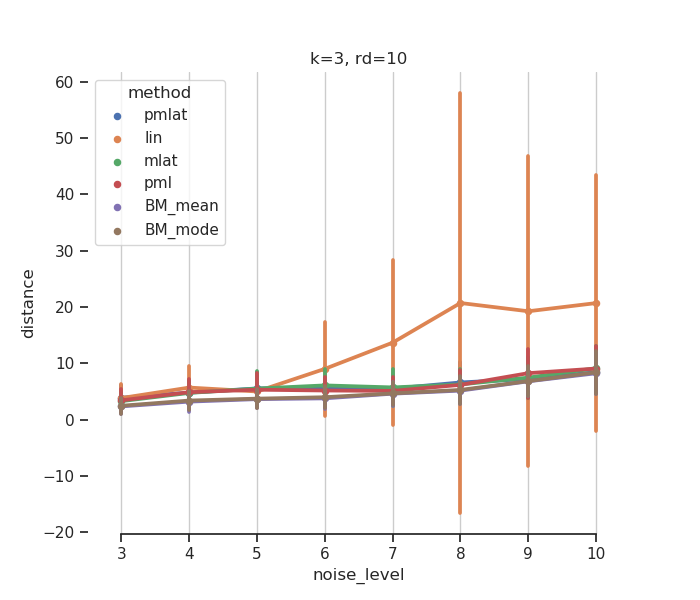 k=3, rd=10
60
50
40
30
20
10
0
−10
−20
distance
method
pmlat
lin
mlat
pml
BM_mean
BM_mode
3 4 5 6 7 8 9 10
noise_level